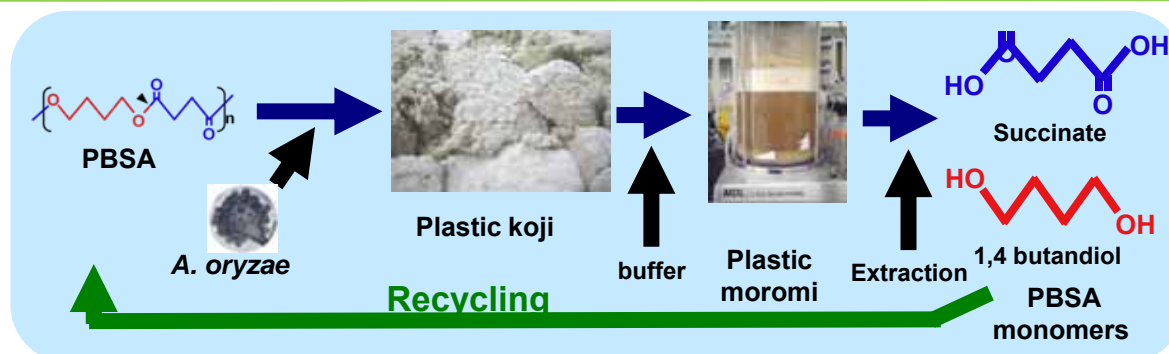 O
O
O
O
n
PBSA
A. oryzae
Plastic koji
buffer
Plastic
moromi
Extraction
O
OH
HO
O
Succinate
HO
OH
1,4 butandiol
PBSA
monomers
Recycling